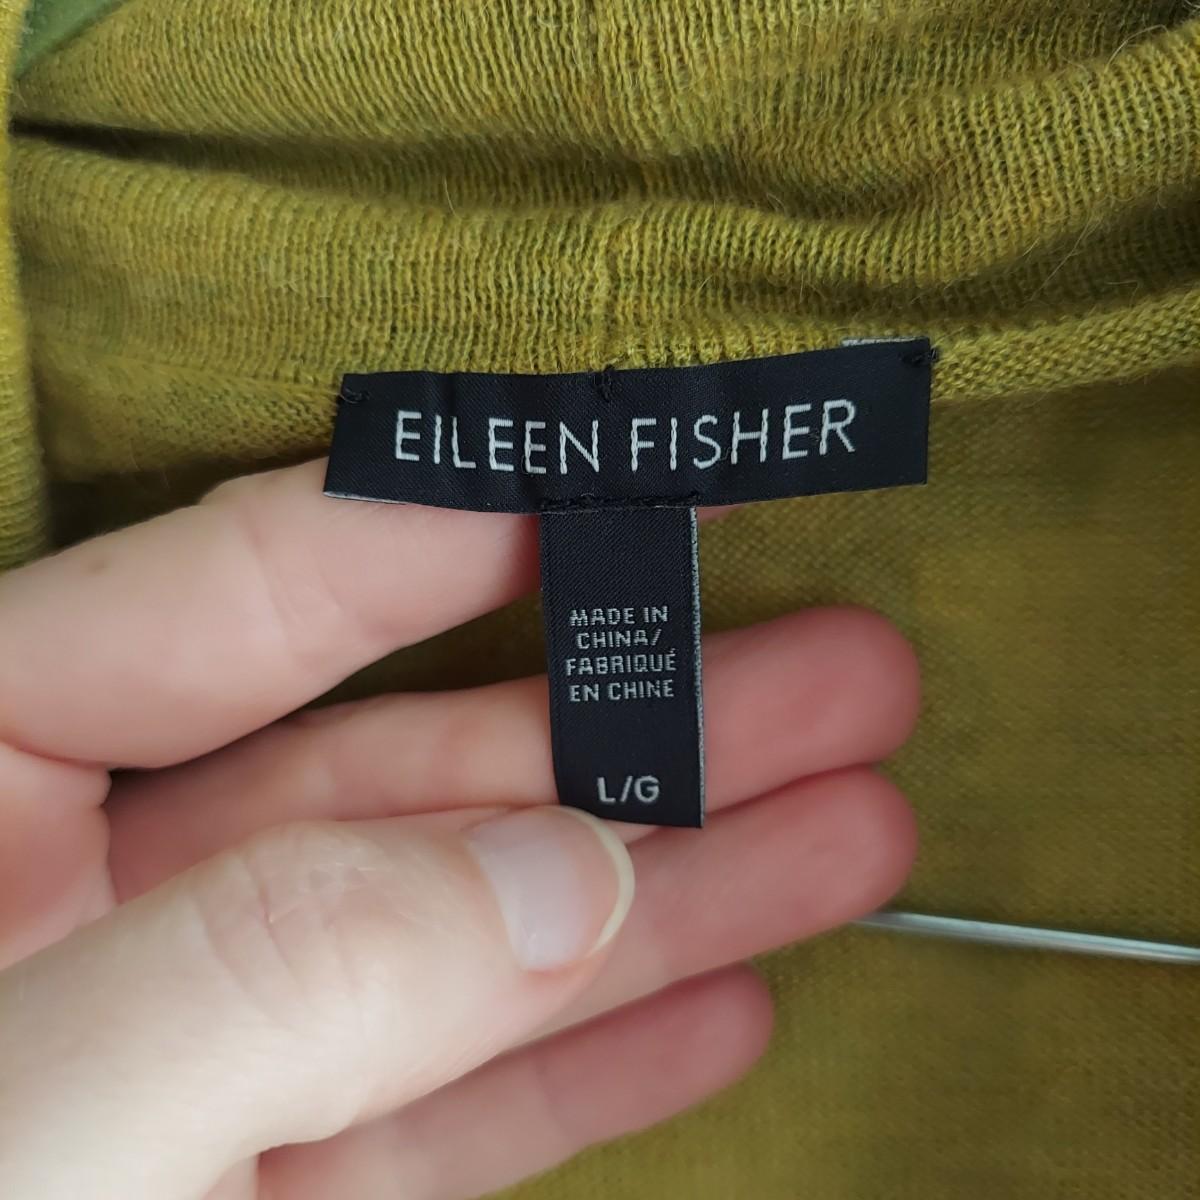 EILEEN FISHER
MADE IN
CHINA/
FABRIQUÉ
EN CHINE
L/G